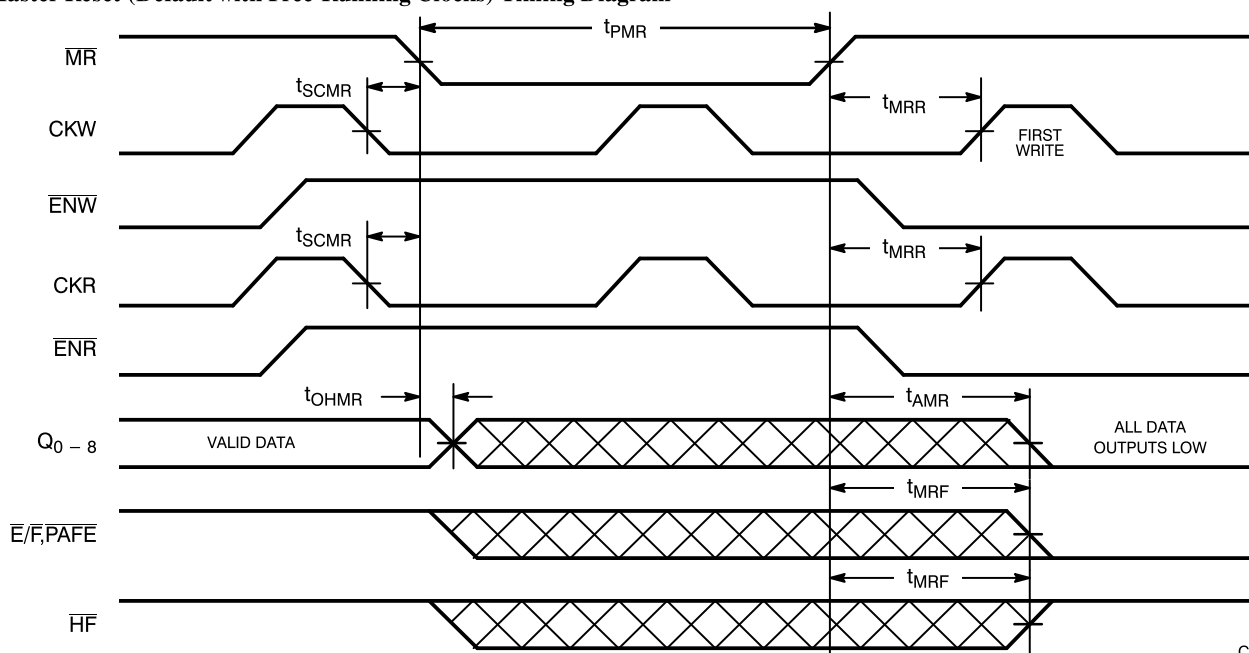 Master Reset (Default with Free Running Clocks) Timing Diagram
tPMR
MR
tSCMR
tMRR
CKW
FIRST
WRITE
ENW
tSCMR
tMRR
CKR
ENR
tOHMR
tAMR
Q0 – 8
VALID DATA
ALL DATA
OUTPUTS LOW
tMRF
E/F,PAFE
tMRF
HF